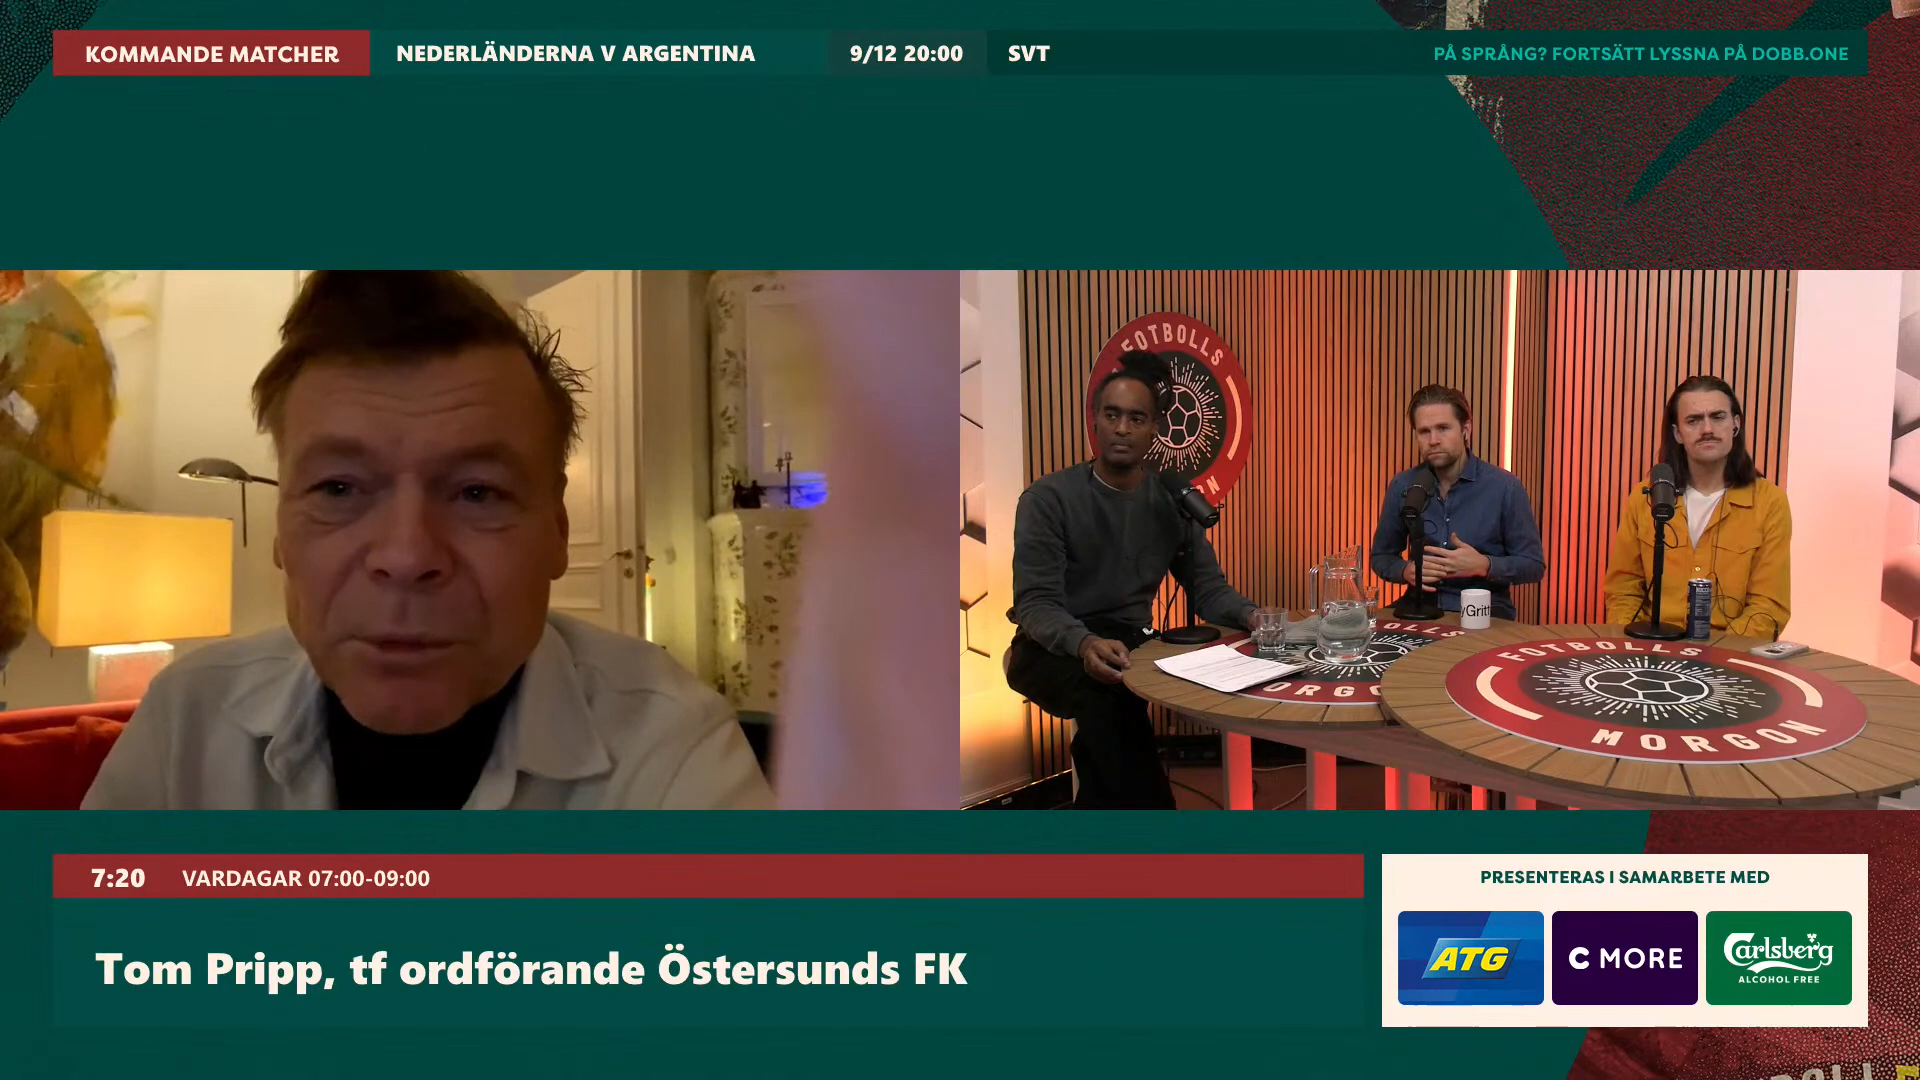 KOMMANDE MATCHER NEDERLÄNDERNA V ARGENTINA 9/12 20:00 SVT PÅ SPRÅNG? FORTSÄTT LYSSNA PÅ DOBB.ONE
FOTBOLLS
yGritt
FOTBOLLS
MORGON
7:20 VARDAGAR 07:00-09:00
Tom Pripp, tf ordförande Östersunds FK
PRESENTERAS I SAMARBETE MED
ATG
C MORE
Carlsberg
ALCOHOL FREE